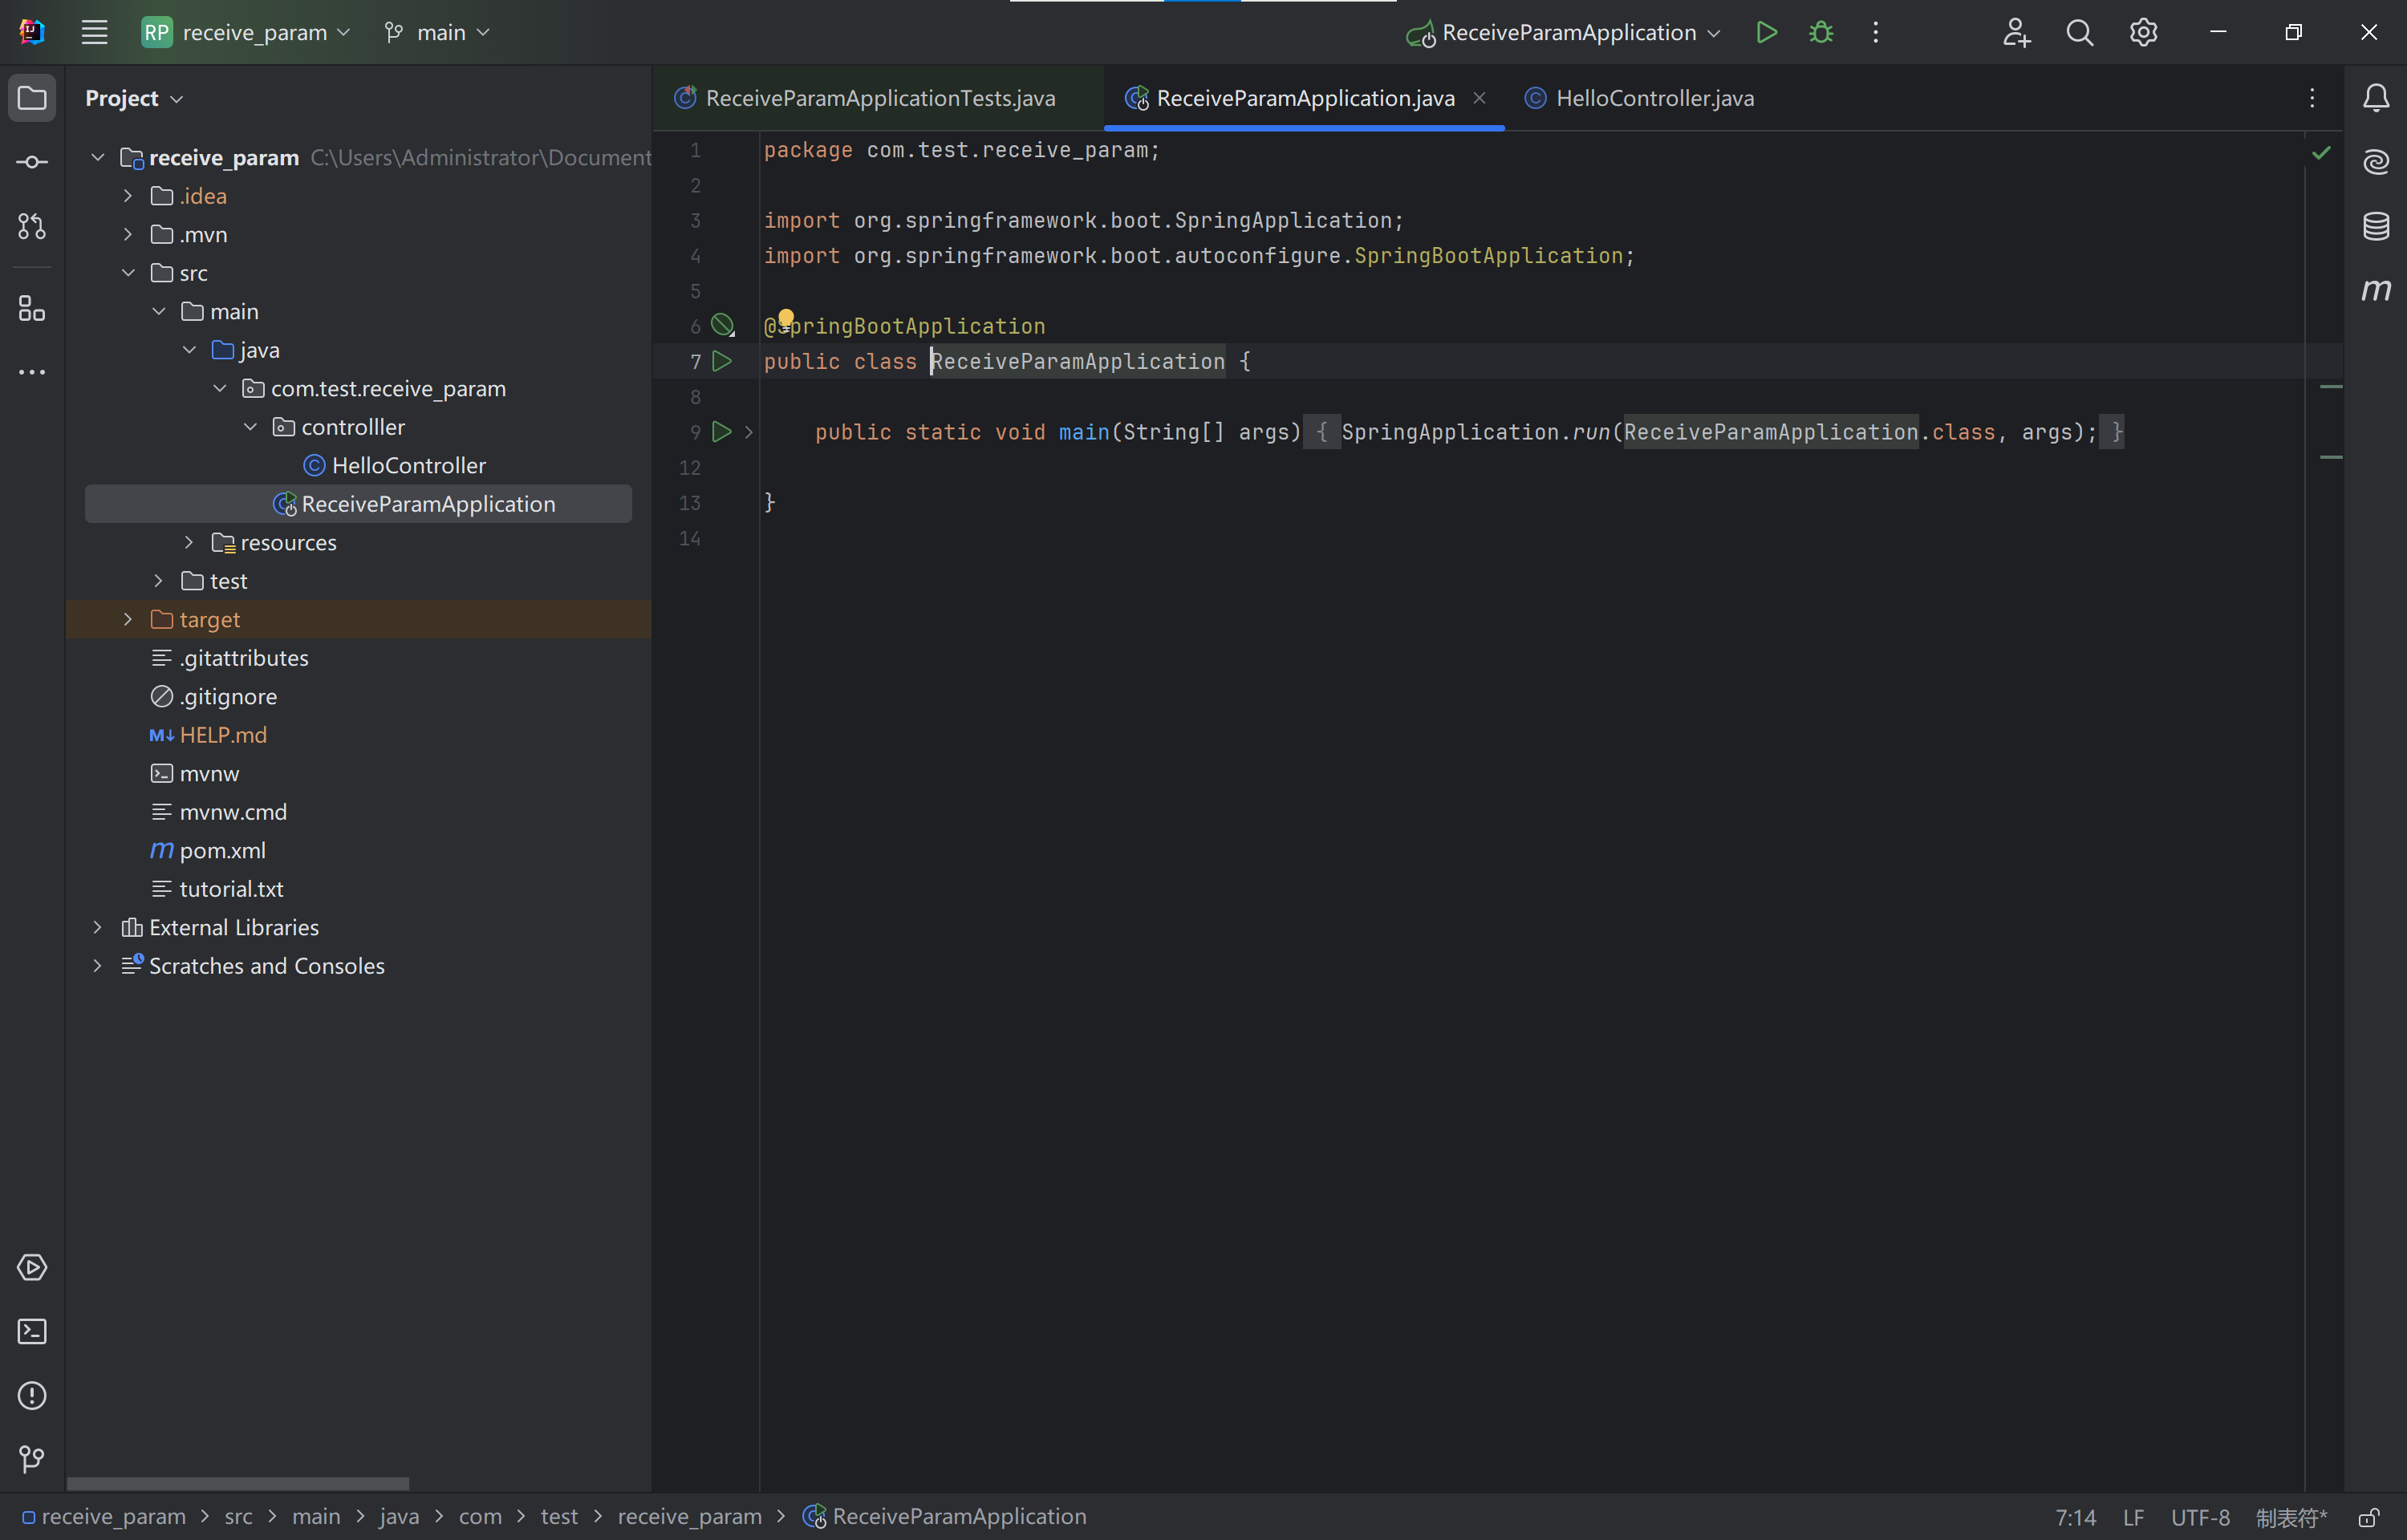 RP receive_param main ReceiveParamApplication
Project
receive_param C:\Users\Administrator\Document
.idea
.mvn
src
main
java
com.test.receive_param
controlller
HelloController
ReceiveParamApplication
resources
test
target
.gitattributes
.gitignore
M↓ HELP.md
mvnw
mvnw.cmd
m pom.xml
tutorial.txt
External Libraries
Scratches and Consoles
ReceiveParamApplicationTests.java ReceiveParamApplication.java HelloController.java
1 package com.test.receive_param;
2
3 import org.springframework.boot.SpringApplication;
4 import org.springframework.boot.autoconfigure.SpringBootApplication;
5
6 @SpringBootApplication
7 public class ReceiveParamApplication {
8
9 public static void main(String[] args) { SpringApplication.run(ReceiveParamApplication.class, args); }
12
13 }
14
m
receive_param > src > main > java > com > test > receive_param > ReceiveParamApplication
7:14 LF UTF-8 制表符*